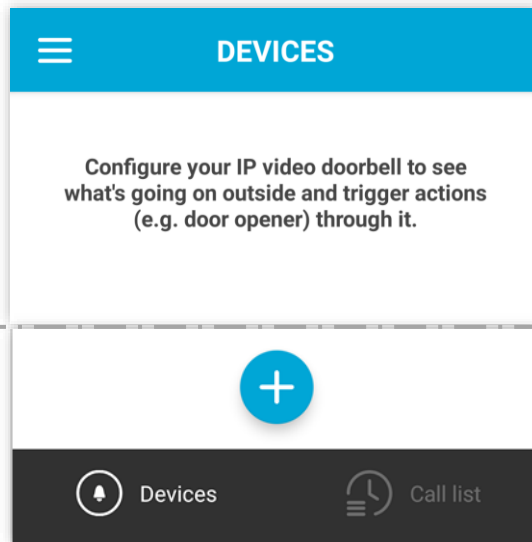 DEVICES
Configure your IP video doorbell to see
what's going on outside and trigger actions
(e.g. door opener) through it.
Devices
Call list